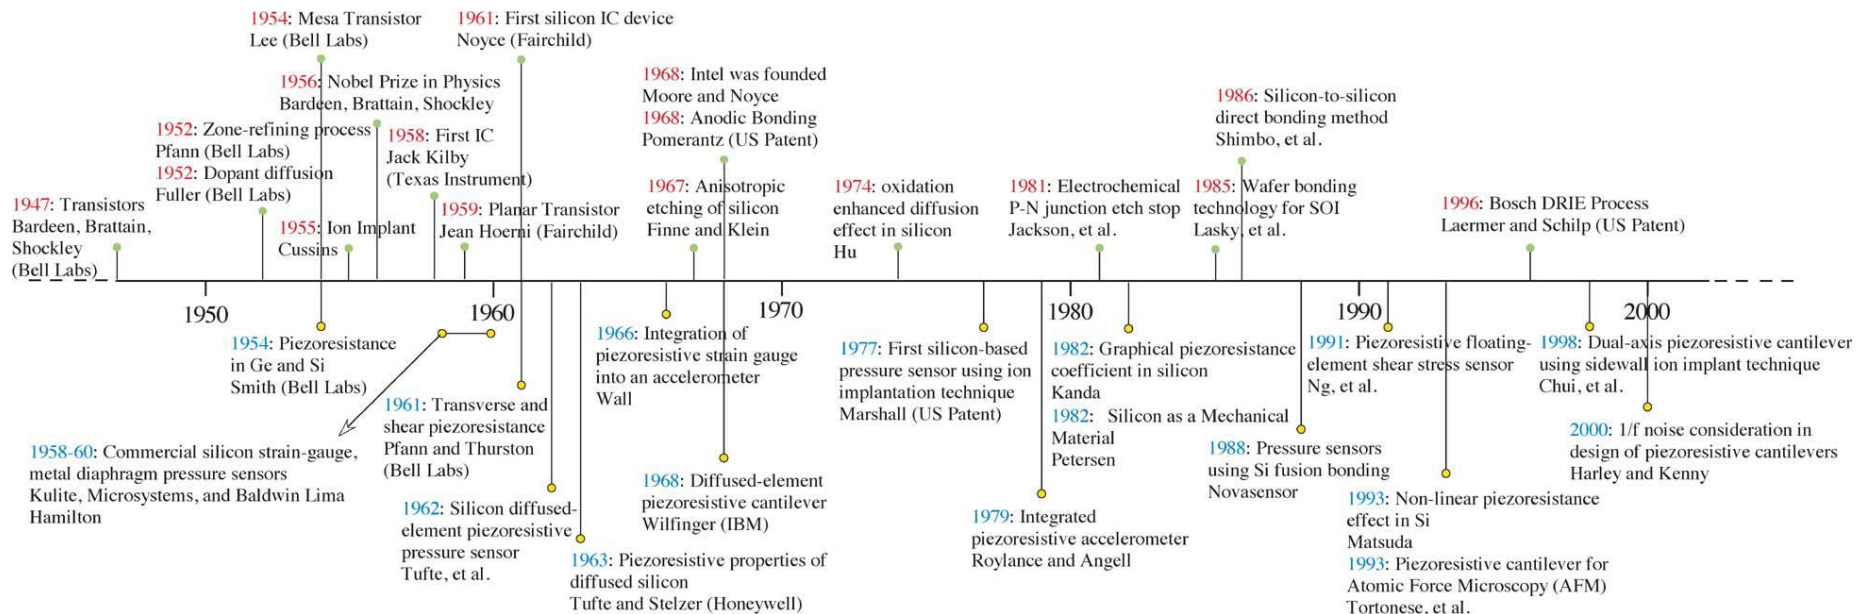 1954: Mesa Transistor
Lee (Bell Labs)
1961: First silicon IC device
Noyce (Fairchild)
1956: Nobel Prize in Physics
Bardeen, Brattain, Shockley
1968: Intel was founded
Moore and Noyce
1968: Anodic Bonding
Pomerantz (US Patent)
1986: Silicon-to-silicon
direct bonding method
Shimbo, et al.
1952: Zone-refining process
Pfann (Bell Labs)
1952: Dopant diffusion
Fuller (Bell Labs)
1958: First IC
Jack Kilby
(Texas Instrument)
1947: Transistors
Bardeen, Brattain,
Shockley
(Bell Labs)
1955: Ion Implant
Cussins
1959: Planar Transistor
Jean Hoerni (Fairchild)
1967: Anisotropic
etching of silicon
Finne and Klein
1974: oxidation
enhanced diffusion
effect in silicon
Hu
1981: Electrochemical
P-N junction etch stop
Jackson, et al.
1985: Wafer bonding
technology for SOI
Lasky, et al.
1996: Bosch DRIE Process
Laermer and Schilp (US Patent)
1950
1960
1970
1980
1990
2000
1954: Piezoresistance
in Ge and Si
Smith (Bell Labs)
1958-60: Commercial silicon strain-gauge,
metal diaphragm pressure sensors
Kulite, Microsystems, and Baldwin Lima
Hamilton
1961: Transverse and
shear piezoresistance
Pfann and Thurston
(Bell Labs)
1962: Silicon diffused-
element piezoresistive
pressure sensor
Tufte, et al.
1963: Piezoresistive properties of
diffused silicon
Tufte and Stelzer (Honeywell)
1966: Integration of
piezoresistive strain gauge
into an accelerometer
Wall
1968: Diffused-element
piezoresistive cantilever
Wilfinger (IBM)
1977: First silicon-based
pressure sensor using ion
implantation technique
Marshall (US Patent)
1979: Integrated
piezoresistive accelerometer
Roylance and Angell
1982: Graphical piezoresistance
coefficient in silicon
Kanda
1982: Silicon as a Mechanical
Material
Petersen
1988: Pressure sensors
using Si fusion bonding
Novasensor
1991: Piezoresistive floating-
element shear stress sensor
Ng, et al.
1993: Non-linear piezoresistance
effect in Si
Matsuda
1993: Piezoresistive cantilever for
Atomic Force Microscopy (AFM)
Tortonese, et al.
1998: Dual-axis piezoresistive cantilever
using sidewall ion implant technique
Chui, et al.
2000: 1/f noise consideration in
design of piezoresistive cantilevers
Harley and Kenny